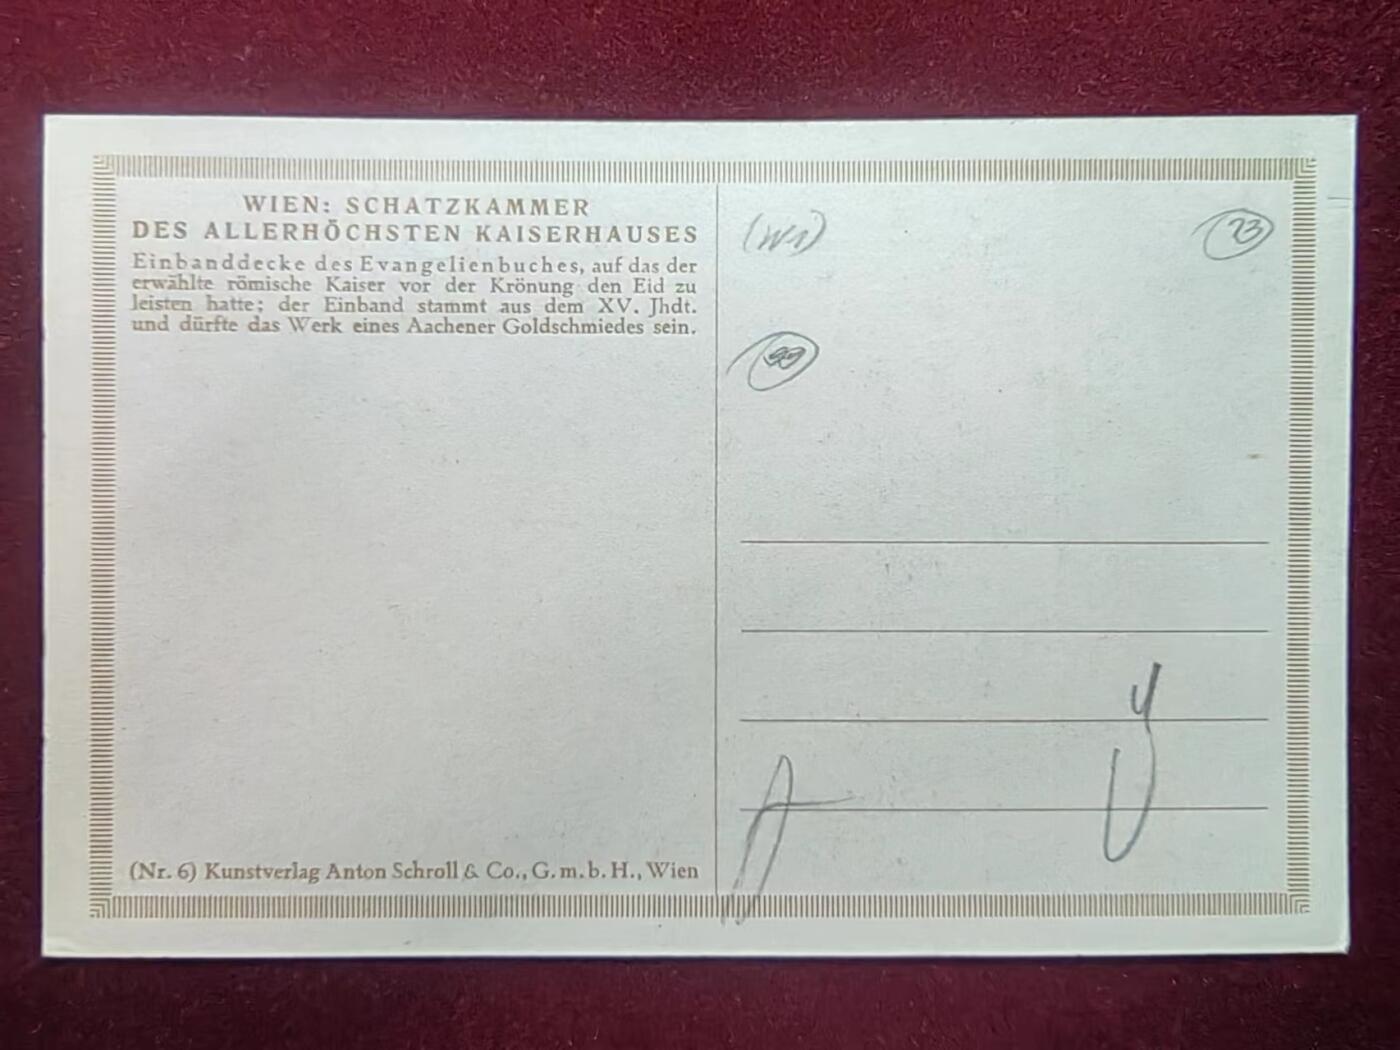 WIEN: SCHATZKAMMER
DES ALLERHÖCHSTEN KAISERHAUSES
Einbanddecke des Evangelienbuches, auf das der
erwählte römische Kaiser vor der Krönung den Eid zu
leisten hatte; der Einband stammt aus dem XV. Jhdt.
und dürfte das Werk eines Aachener Goldschmiedes sein.
(Nr. 6) Kunstverlag Anton Schroll & Co., G. m. b. H., Wien
23